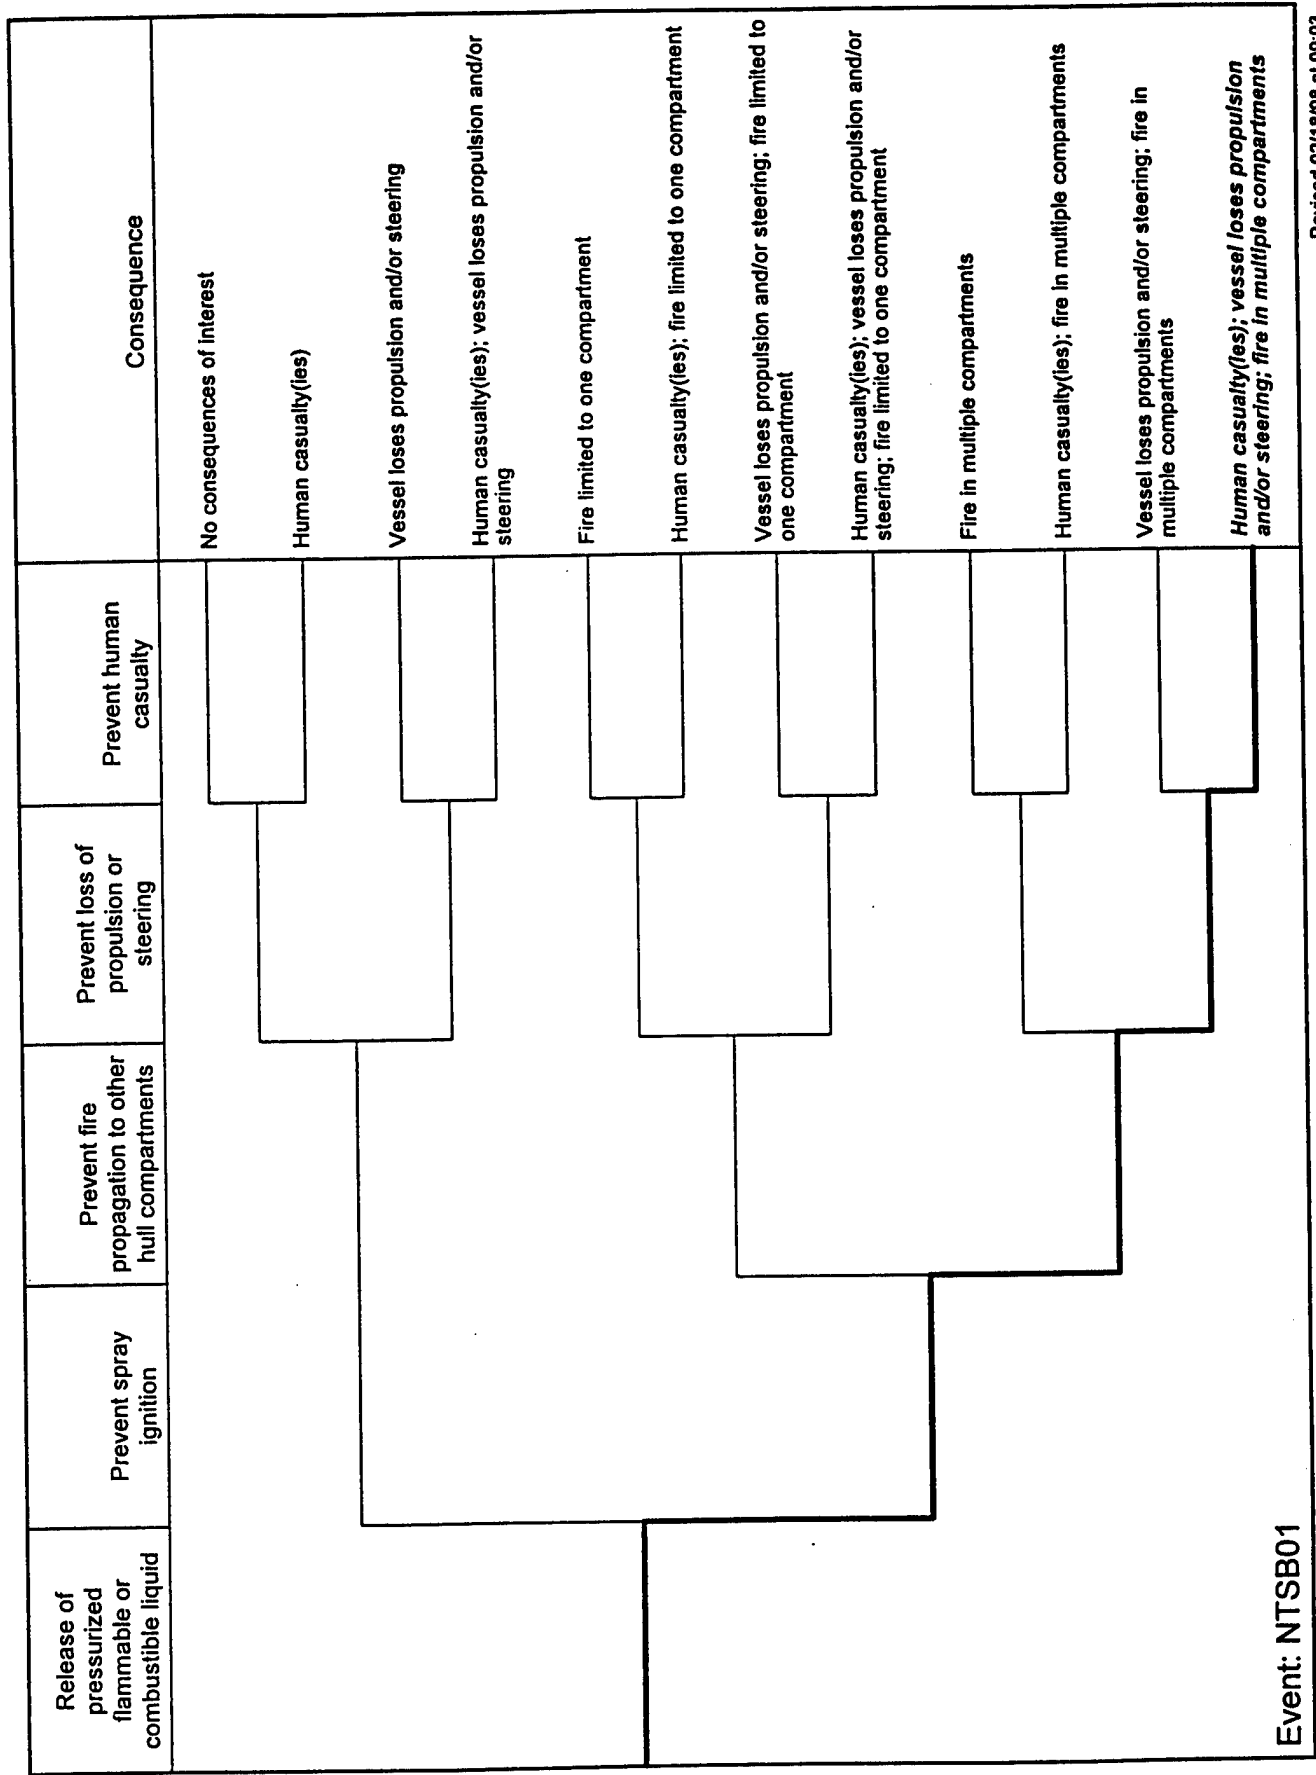 Release of
pressurized
flammable or
combustible liquid
Prevent spray
ignition
Prevent fire
propagation to other
hull compartments
Prevent loss of
propulsion or
steering
Prevent human
casualty
Consequence
No consequences of interest
Human casualty(ies)
Vessel loses propulsion and/or steering
Human casualty(ies); vessel loses propulsion and/or
steering
Fire limited to one compartment
Human casualty(ies); fire limited to one compartment
Vessel loses propulsion and/or steering; fire limited to
one compartment
Human casualty(ies); vessel loses propulsion and/or
steering; fire limited to one compartment
Fire in multiple compartments
Human casualty(ies); fire in multiple compartments
Vessel loses propulsion and/or steering; fire in
multiple compartments
Human casualty(ies); vessel loses propulsion
and/or steering; fire in multiple compartments
Event: NTSB01